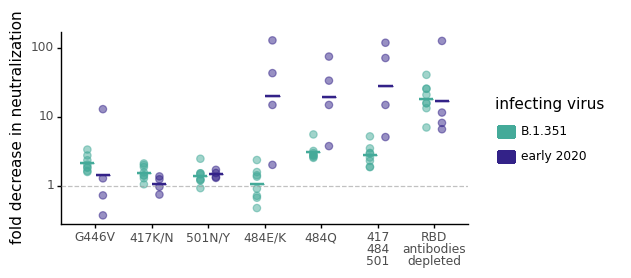 fold decrease in neutralization
100
10
1
G446V 417K/N 501N/Y 484E/K 484Q 417 RBD
484 antibodies
501 depleted
infecting virus
B.1.351
early 2020